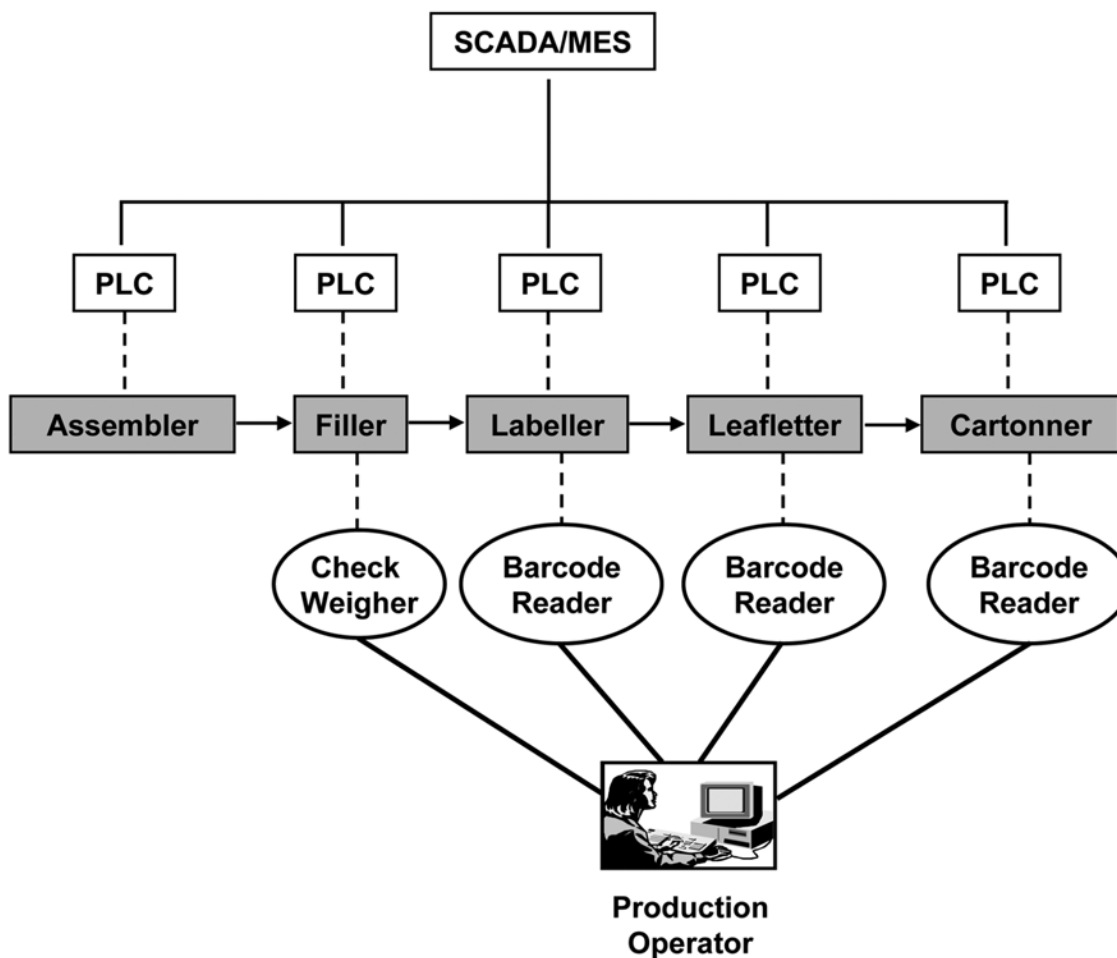 SCADA/MES
PLC PLC PLC PLC PLC
Assembler Filler Labeller Leafletter Cartonner
Check Barcode Barcode Barcode
Weigher Reader Reader Reader
Production
Operator